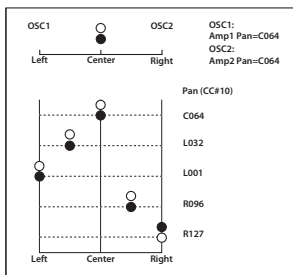 OSC1 OSC2
Left Center Right
OSC1:
Amp1 Pan=C064
OSC2:
Amp2 Pan=C064
Pan (CC#10)
C064
L032
L001
R096
R127
Left Center Right